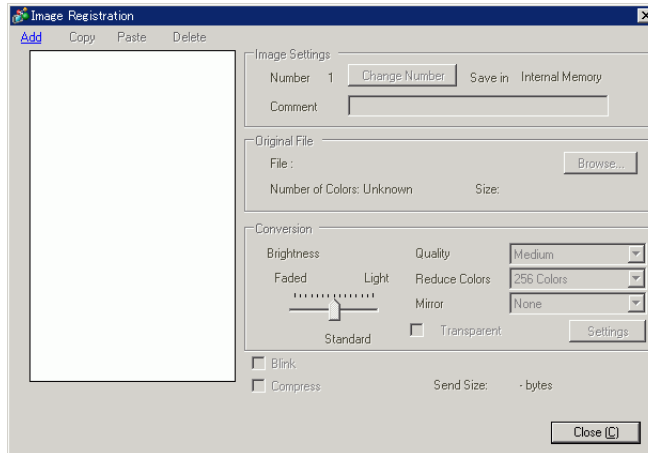 Image Registration
Add Copy Paste Delete
Image Settings
Number 1 Change Number Save in Internal Memory
Comment
Original File
File : Browse...
Number of Colors: Unknown Size:
Conversion
Brightness Quality Medium
Faded Light Reduce Colors 256 Colors
Mirror None
Standard Transparent Settings
Blink
Compress Send Size: - bytes
Close (C)